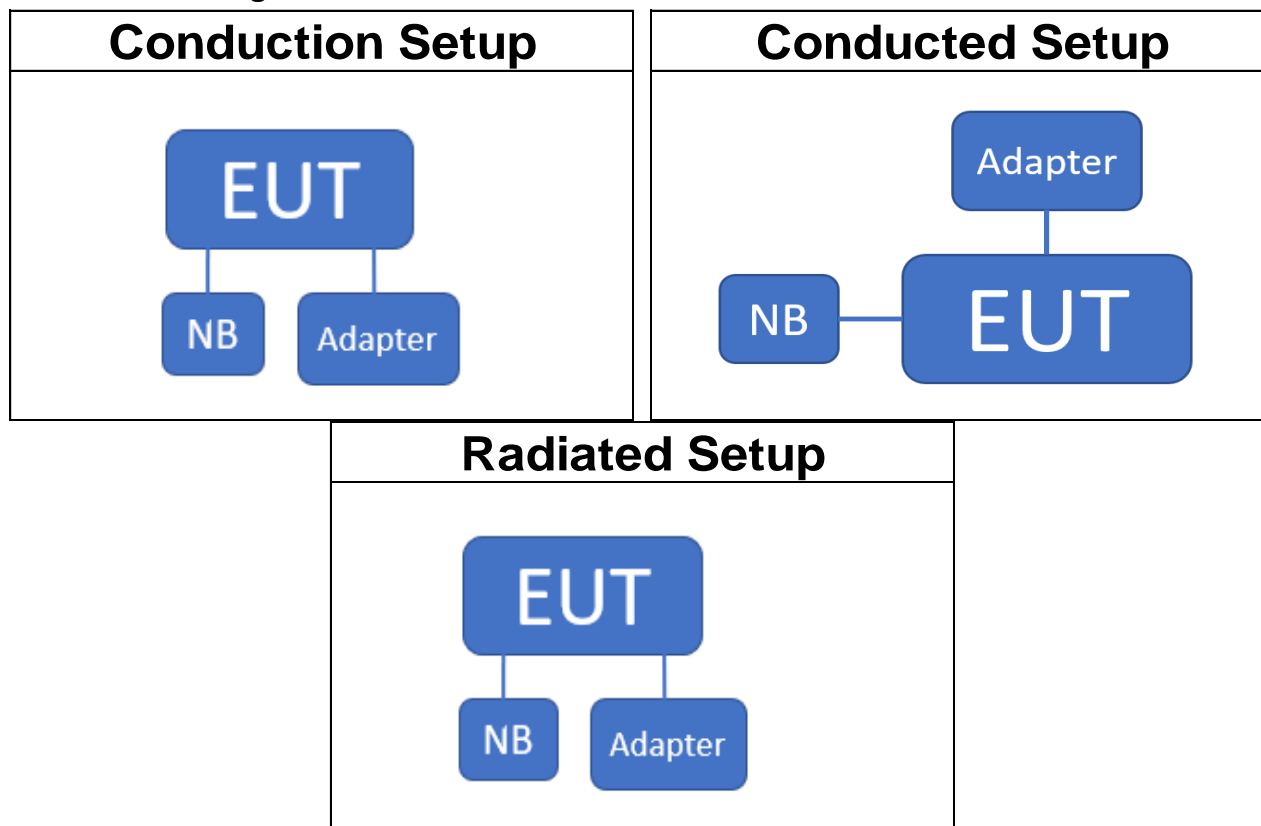 Conduction Setup
EUT
NB
Adapter
Conducted Setup
Adapter
NB
EUT
Radiated Setup
EUT
NB
Adapter